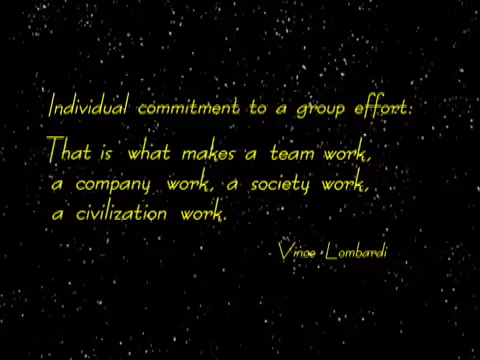 Individual commitment to a group effort:
That is what makes a team work,
a company work, a society work,
a civilization work.
- Vince Lombardi